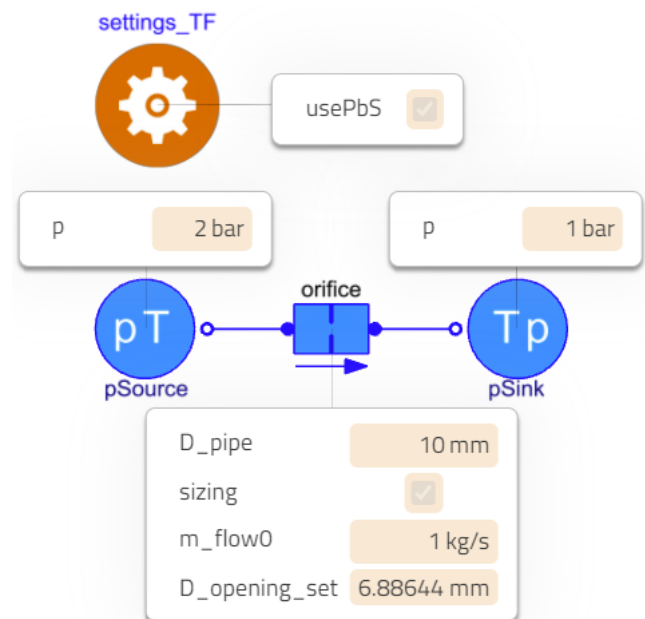 settings_TF
usePbS
p 2 bar
p 1 bar
orifice
pT
Tp
pSource
pSink
D_pipe 10 mm
sizing
m_flow0 1 kg/s
D_opening_set 6.88644 mm